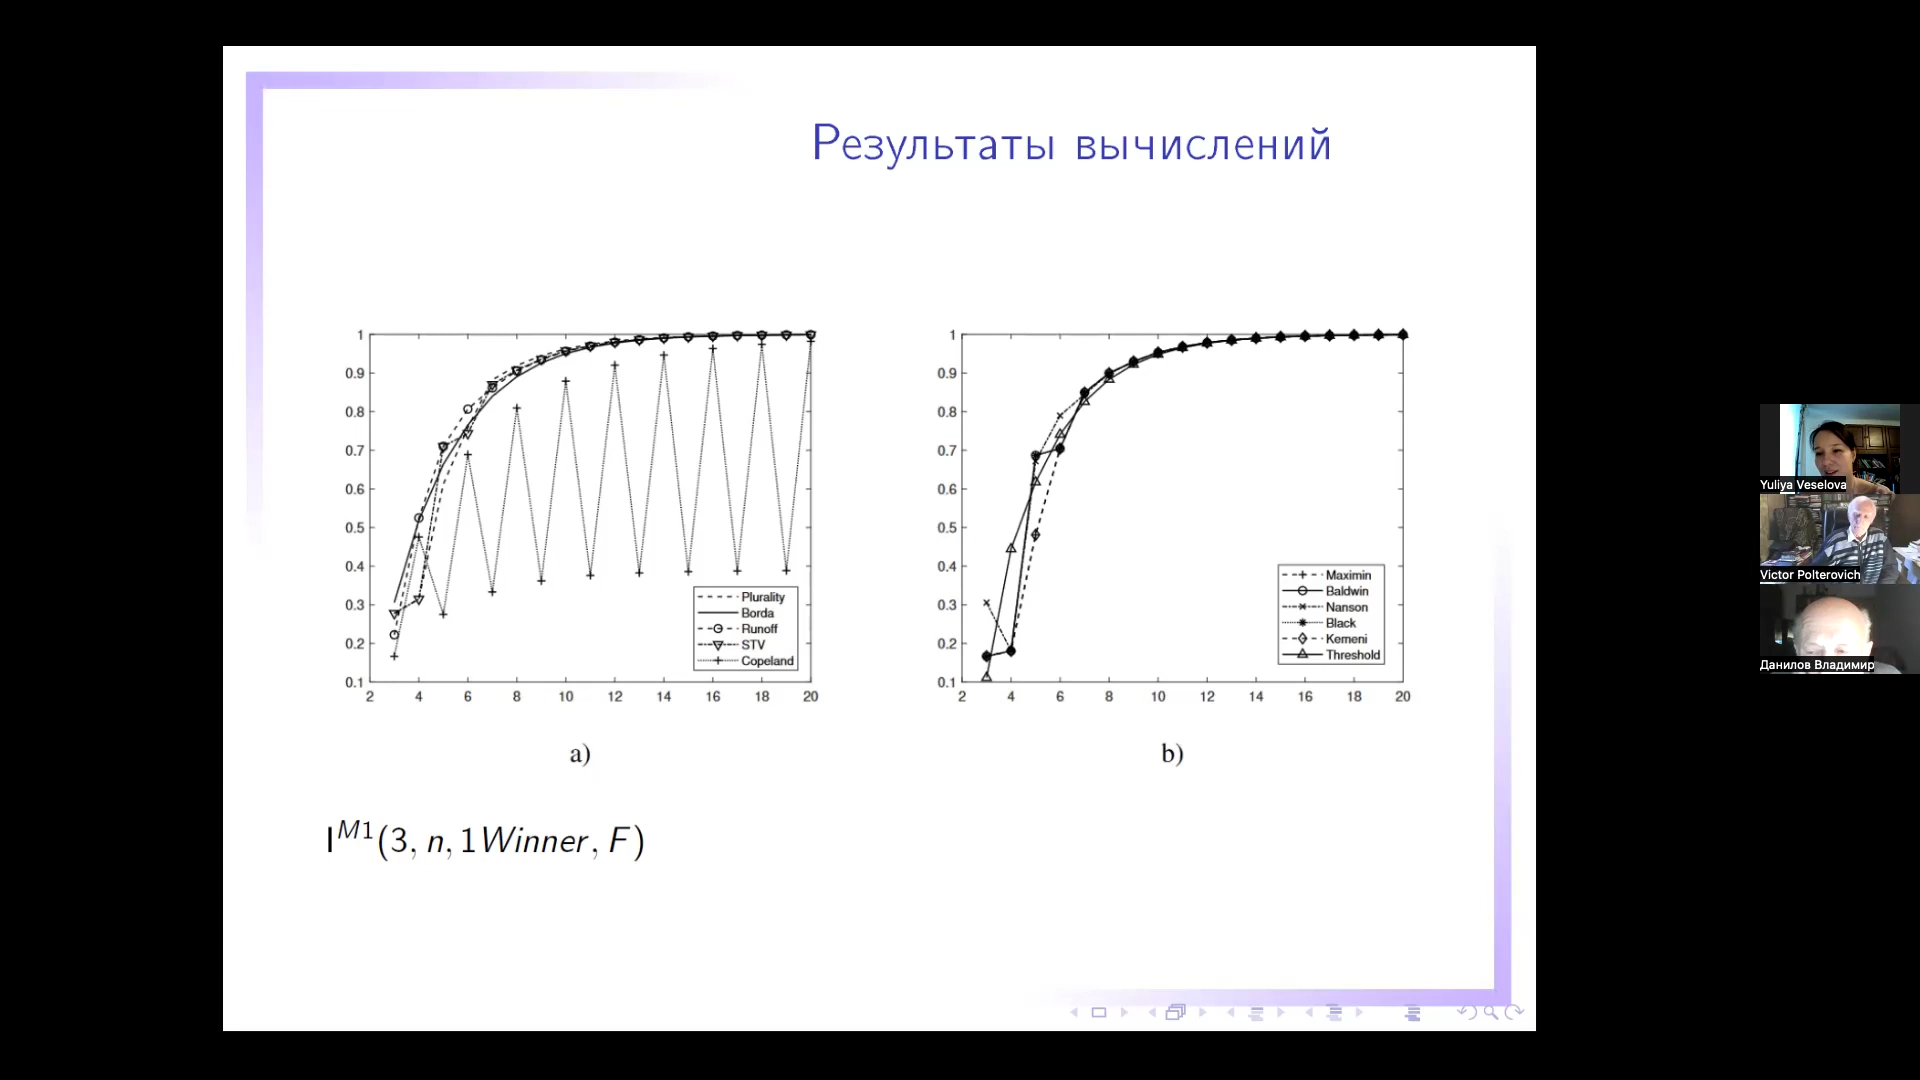 Результаты вычислений
1
0.9
0.8
0.7
0.6
0.5
0.4
0.3
0.2
0.1
2 4 6 8 10 12 14 16 18 20
Plurality
Borda
Runoff
STV
Copeland
a)
1
0.9
0.8
0.7
0.6
0.5
0.4
0.3
0.2
0.1
2 4 6 8 10 12 14 16 18 20
Maximin
Baldwin
Nanson
Black
Kemeni
Threshold
b)
I^{M1}(3, n, 1Winner, F)
Yuliya Veselova
Victor Polterovich
Данилов Владимир